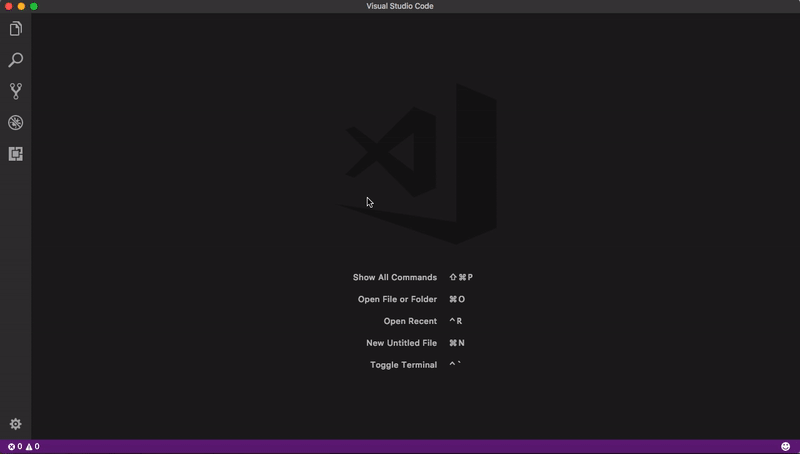 Visual Studio Code
Show All Commands ⇧⌘P
Open File or Folder ⌘O
Open Recent ^R
New Untitled File ⌘N
Toggle Terminal ^`
0 0